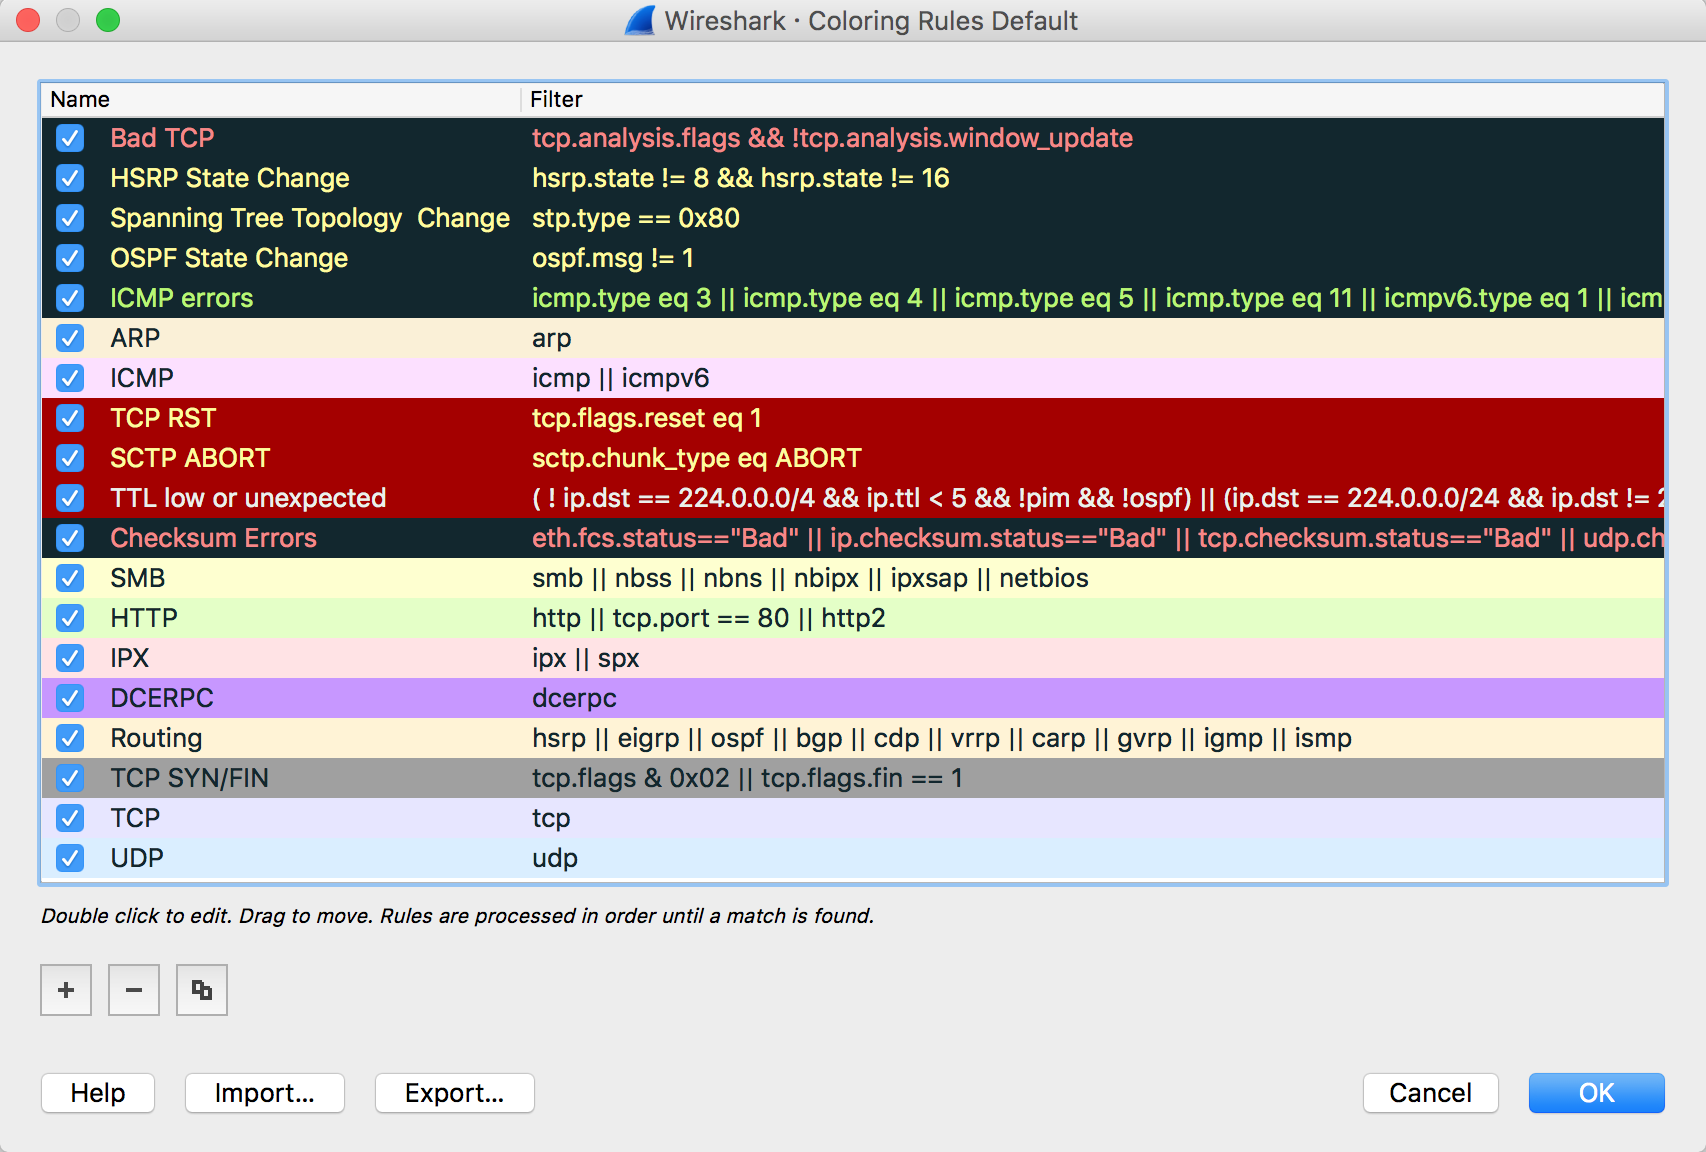 Wireshark · Coloring Rules Default
Name Filter
Bad TCP tcp.analysis.flags && !tcp.analysis.window_update
HSRP State Change hsrp.state != 8 && hsrp.state != 16
Spanning Tree Topology  Change stp.type == 0x80
OSPF State Change ospf.msg != 1
ICMP errors icmp.type eq 3 || icmp.type eq 4 || icmp.type eq 5 || icmp.type eq 11 || icmpv6.type eq 1 || icm
ARP arp
ICMP icmp || icmpv6
TCP RST tcp.flags.reset eq 1
SCTP ABORT sctp.chunk_type eq ABORT
TTL low or unexpected ( ! ip.dst == 224.0.0.0/4 && ip.ttl < 5 && !pim && !ospf) || (ip.dst == 224.0.0.0/24 && ip.dst != 2
Checksum Errors eth.fcs.status=="Bad" || ip.checksum.status=="Bad" || tcp.checksum.status=="Bad" || udp.ch
SMB smb || nbss || nbns || nbipx || ipxsap || netbios
HTTP http || tcp.port == 80 || http2
IPX ipx || spx
DCERPC dcerpc
Routing hsrp || eigrp || ospf || bgp || cdp || vrrp || carp || gvrp || igmp || ismp
TCP SYN/FIN tcp.flags & 0x02 || tcp.flags.fin == 1
TCP tcp
UDP udp
Double click to edit. Drag to move. Rules are processed in order until a match is found.
Help Import... Export... Cancel OK